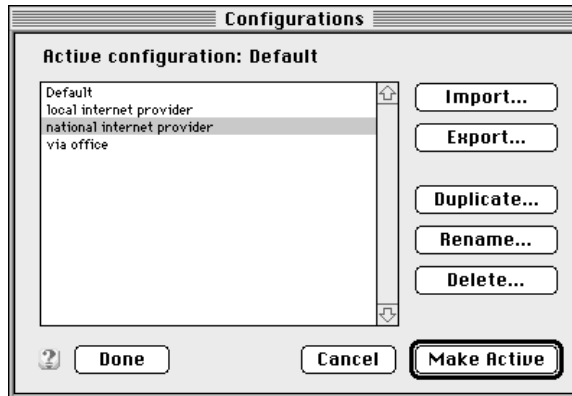 Configurations
Active configuration: Default
Default
local internet provider
national internet provider
via office
Import...
Export...
Duplicate...
Rename...
Delete...
?
Done
Cancel
Make Active